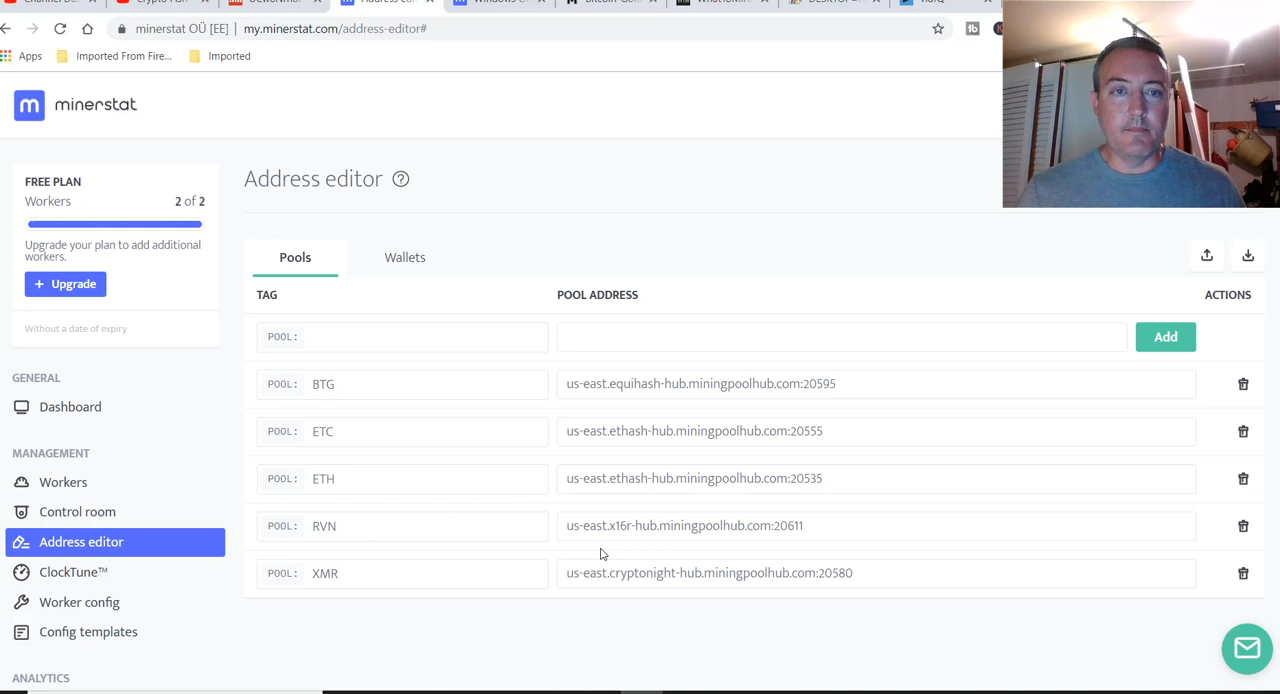 minerstat OÜ [EE] | my.minerstat.com/address-editor#
Apps Imported From Fire... Imported
minerstat
FREE PLAN
Workers 2 of 2
Upgrade your plan to add additional
workers.
+ Upgrade
Without a date of expiry
GENERAL
Dashboard
MANAGEMENT
Workers
Control room
Address editor
ClockTune™
Worker config
Config templates
ANALYTICS
Address editor ?
Pools Wallets
TAG POOL ADDRESS ACTIONS
POOL: Add
POOL: BTG us-east.equihash-hub.miningpoolhub.com:20595
POOL: ETC us-east.ethash-hub.miningpoolhub.com:20555
POOL: ETH us-east.ethash-hub.miningpoolhub.com:20535
POOL: RVN us-east.x16r-hub.miningpoolhub.com:20611
POOL: XMR us-east.cryptonight-hub.miningpoolhub.com:20580